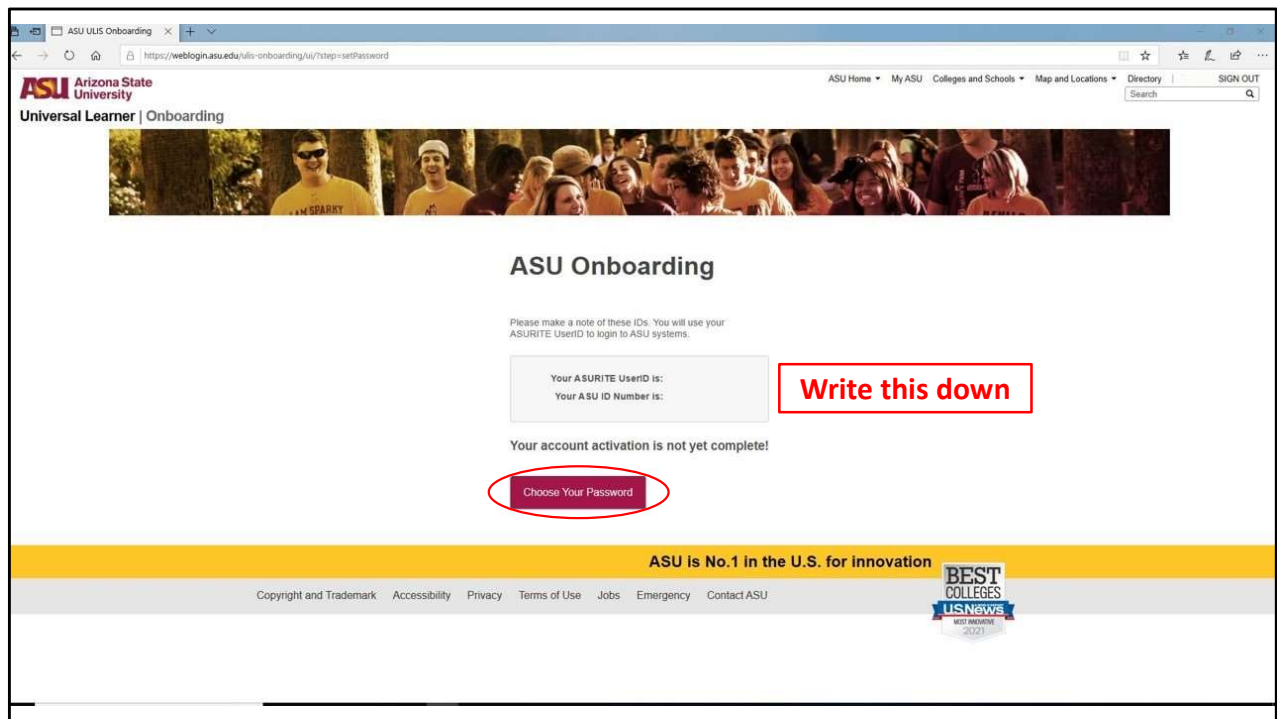 ASU ULIS Onboarding
https://weblogin.asu.edu/ulis-onboarding/ui/?step=setPassword
ASU Arizona State University
ASU Home My ASU Colleges and Schools Map and Locations Directory | SIGN OUT
Search
Universal Learner | Onboarding
I AM SPARKY
ASU Onboarding
Please make a note of these IDs. You will use your
ASURITE UserID to login to ASU systems.
Your ASURITE UserID is:
Your ASU ID Number is:
Write this down
Your account activation is not yet complete!
Choose Your Password
ASU is No.1 in the U.S. for innovation
BEST
COLLEGES
U.S.News
MOST INNOVATIVE
2021
Copyright and Trademark Accessibility Privacy Terms of Use Jobs Emergency Contact ASU